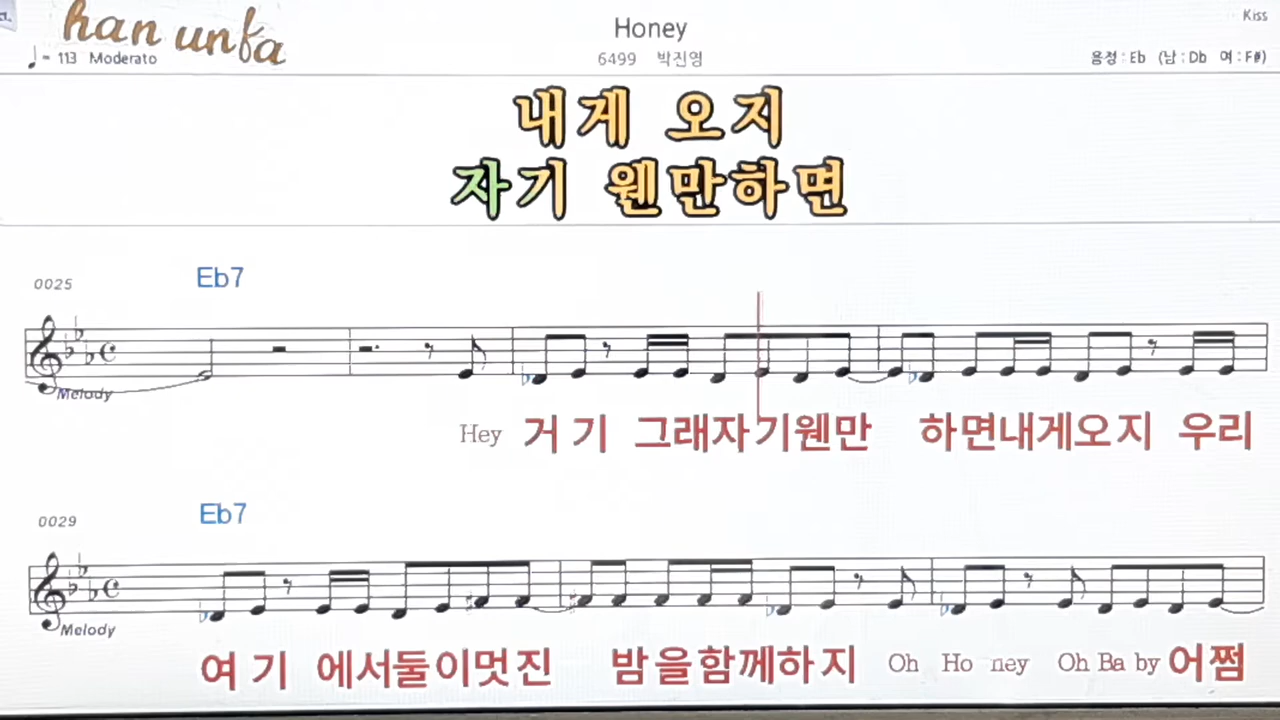 han unfa
Honey
Kiss
♩= 113 Moderato
6499 박진영
음정 : Eb (남 : Db 여 : F#)
내게 오지
자기 웬만하면
0025
Eb7
Melody
Hey 거 기 그래자기웬만 하면내게오지 우리
0029
Eb7
Melody
여 기 에서둘이멋진 밤을함께하지 Oh Ho ney Oh Ba by 어쩜